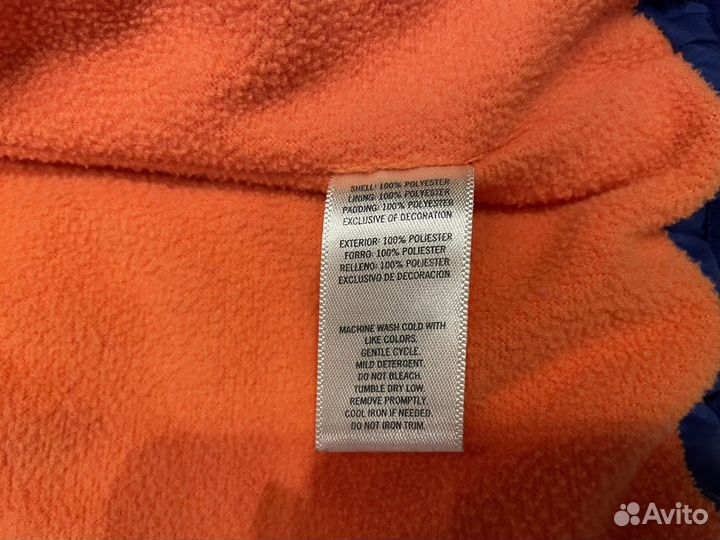 SHELL: 100% POLYESTER
LINING: 100% POLYESTER
PADDING: 100% POLYESTER
EXCLUSIVE OF DECORATION
EXTERIOR: 100% POLIESTER
FORRO: 100% POLIESTER
RELLENO: 100% POLIESTER
EXCLUSIVO DE DECORACION
MACHINE WASH COLD WITH
LIKE COLORS.
GENTLE CYCLE.
MILD DETERGENT.
DO NOT BLEACH.
TUMBLE DRY LOW.
REMOVE PROMPTLY.
COOL IRON IF NEEDED.
DO NOT IRON TRIM.
Avito